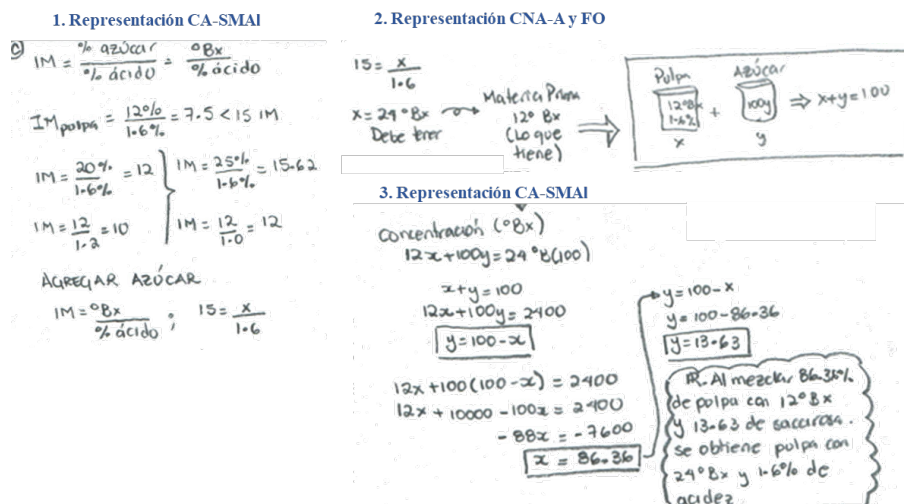 1. Representación CA-SMAl
c)
IM = % azúcar / % ácido = °Bx / % ácido
IM pulpa = 12% / 1.6% = 7.5 < 15 IM
IM = 20% / 1.6% = 12
IM = 25% / 1.6% = 15.62
IM = 12 / 1.2 = 10
IM = 12 / 1.0 = 12
AGREGAR AZÚCAR
IM = °Bx / % ácido ; 15 = x / 1.6
2. Representación CNA-A y FO
15 = x / 1.6
x = 24 °Bx
Debe tener
Materia Prima
12° Bx
(Lo que
tiene)
⇒
Pulpa
12°Bx
1.6%
x
+
Azúcar
100y
y
⇒ x+y=100
3. Representación CA-SMAl
Concentración (°Bx)
12x+100y=24°B(100)
x+y=100
12x+100y=2400
y=100-x
12x+100(100-x) = 2400
12x+10000-100x = 2400
-88x = -7600
x = 86.36
y=100-x
y=100-86.36
y=13.63
R. Al mezclar 86.36%
de pulpa con 12°Bx
y 13.63 de sacarosa.
se obtiene pulpa con
24°Bx y 1.6% de
acidez